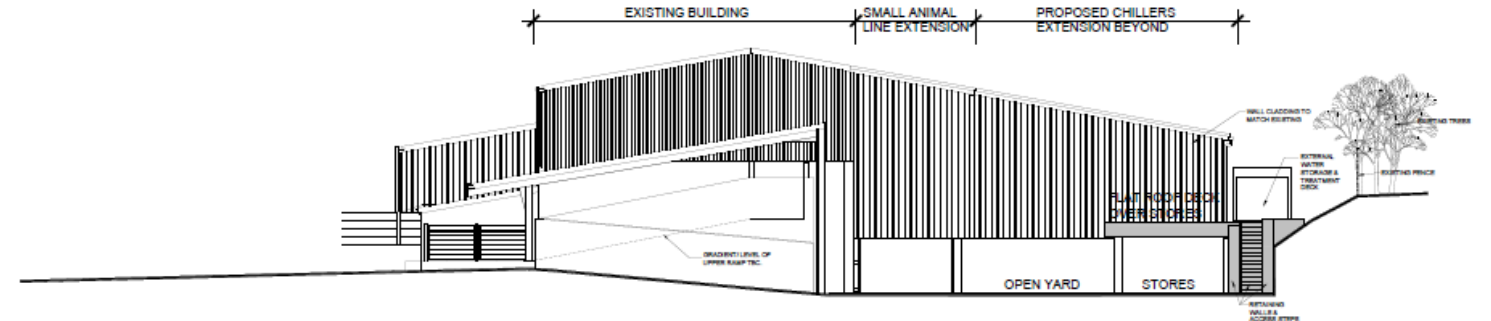 EXISTING BUILDING
SMALL ANIMAL
LINE EXTENSION
PROPOSED CHILLERS
EXTENSION BEYOND
WALL CLADDING TO
MATCH EXISTING
EXISTING TREES
EXTERNAL
WATER
STORAGE &
TREATMENT
DECK
EXISTING FENCE
FLAT ROOF DECK
OVER STORES
GRADIENT/ LEVEL OF
UPPER RAMP TBC.
OPEN YARD
STORES
RETAINING
WALLS &
ACCESS STEPS